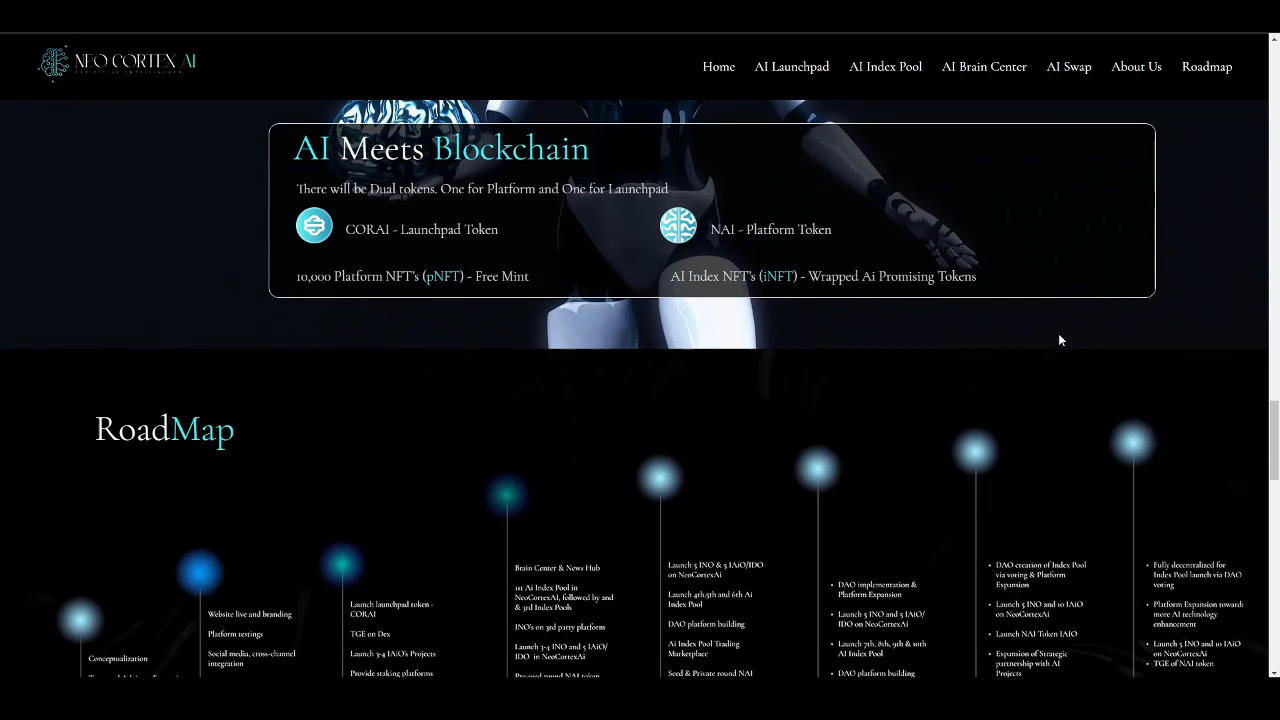 NEO CORTEX AI
Home
AI Launchpad
AI Index Pool
AI Brain Center
AI Swap
About Us
Roadmap
AI Meets Blockchain
There will be Dual tokens. One for Platform and One for Launchpad
CORAI - Launchpad Token
NAI - Platform Token
10,000 Platform NFT's (pNFT) - Free Mint
AI Index NFT's (iNFT) - Wrapped Ai Promising Tokens
RoadMap
Conceptualization
Website live and branding
Platform testings
Social media, cross-channel
integration
Launch launchpad token -
CORAI
TGE on Dex
Launch 3-4 IAiO's Projects
Provide staking platforms
Brain Center & News Hub
1st Ai Index Pool in
NeoCortexAI, followed by 2nd
& 3rd Index Pools
INO's on 3rd party platform
Launch 3-4 INO and 5 IAiO/
IDO in NeoCortexAI
Pre-seed round NAI token
Launch 5 INO & 5 IAiO/IDO
on NeoCortexAi
Launch 4th,5th and 6th Ai
Index Pool
DAO platform building
Ai Index Pool Trading
Marketplace
Seed & Private round NAI
• DAO implementation &
Platform Expansion
• Launch 5 INO and 5 IAiO/
IDO on NeoCortexAi
• Launch 7th, 8th, 9th & 10th
AI Index Pool
• DAO platform building
• DAO creation of Index Pool
via voting & Platform
Expansion
• Launch 5 INO and 10 IAiO
on NeoCortexAi
• Launch NAI Token IAIO
• Expansion of Strategic
partnership with AI
Projects
• Fully decentralized for
Index Pool launch via DAO
voting
• Platform Expansion towards
more AI technology
enhancement
• Launch 5 INO and 10 IAiO
on NeoCortexAi
• TGE of NAI token